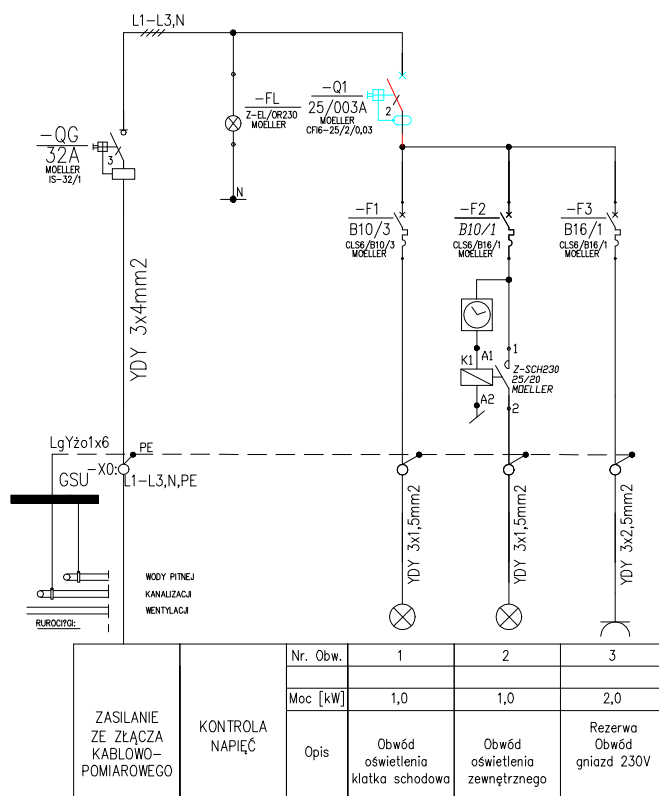 L1-L3,N
-QG
32A
MOELLER
IS-32/1
3
-FL
Z-EL/OR230
MOELLER
N
-Q1
25/003A
MOELLER
CFI6-25/2/0,03
2
-F1
B10/3
CLS6/B10/3
MOELLER
-F2
B10/1
CLS6/B16/1
MOELLER
-F3
B16/1
CLS6/B16/1
MOELLER
YDY 3x4mm2
K1
A1
A2
1
Z-SCH230
25/20
MOELLER
2
LgYżo1x6
PE
-X0:
L1-L3,N,PE
GSU
YDY 3x1,5mm2
YDY 3x1,5mm2
YDY 3x2,5mm2
WODY PITNEJ
KANALIZACJI
WENTYLACJI
RUROCI?GI:
ZASILANIE
ZE ZŁĄCZA
KABLOWO-
POMIAROWEGO
KONTROLA
NAPIĘĆ
Nr. Obw. 1 2 3
Moc [kW] 1,0 1,0 2,0
Opis
Obwód
oświetlenia
klatka schodowa
Obwód
oświetlenia
zewnętrznego
Rezerwa
Obwód
gniazd 230V